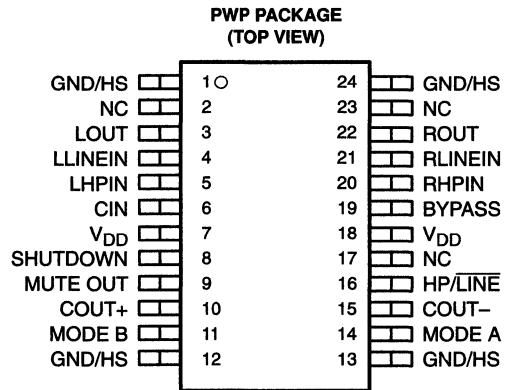 PWP PACKAGE
(TOP VIEW)
GND/HS 1 24 GND/HS
NC 2 23 NC
LOUT 3 22 ROUT
LLINEIN 4 21 RLINEIN
LHPIN 5 20 RHPIN
CIN 6 19 BYPASS
VDD 7 18 VDD
SHUTDOWN 8 17 NC
MUTE OUT 9 16 HP/LINE
COUT+ 10 15 COUT–
MODE B 11 14 MODE A
GND/HS 12 13 GND/HS